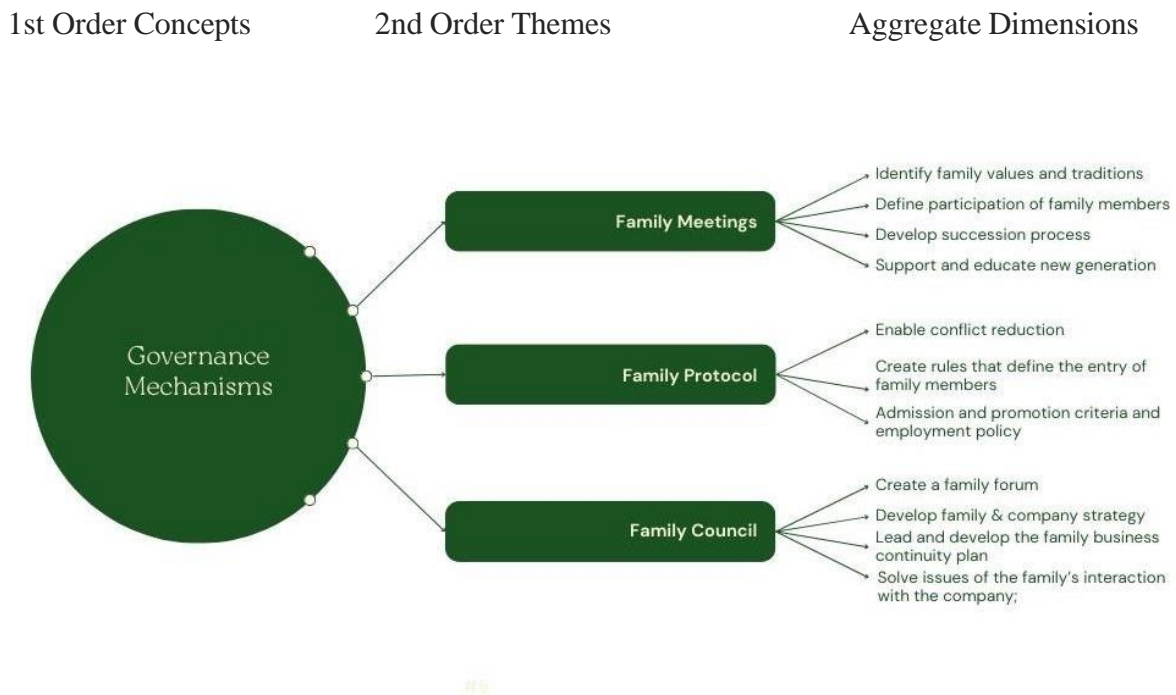 1st Order Concepts
2nd Order Themes
Aggregate Dimensions
Governance
Mechanisms
Family Meetings
Identify family values and traditions
Define participation of family members
Develop succession process
Support and educate new generation
Family Protocol
Enable conflict reduction
Create rules that define the entry of
family members
Admission and promotion criteria and
employment policy
Family Council
Create a family forum
Develop family & company strategy
Lead and develop the family business
continuity plan
Solve issues of the family's interaction
with the company;